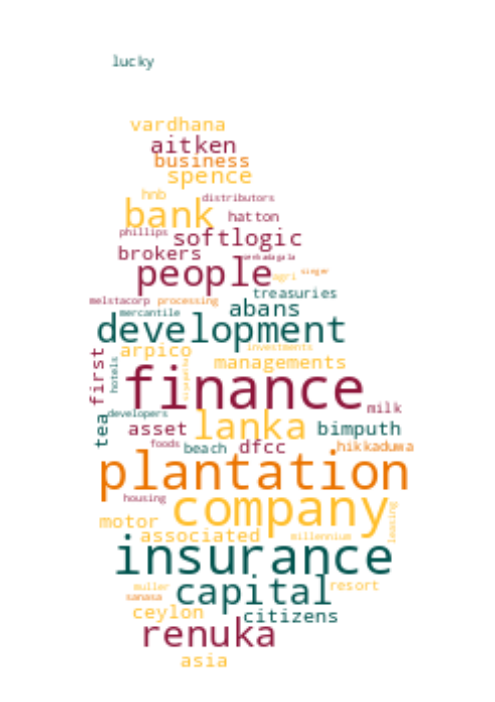 lucky
vardhana
aitken
business
spence
hnb
distributors
bank
hatton
phillips
softlogic
brokers
people
agri
singer
treasuries
melstacorp
processing
abans
mercantile
development
arpico
investments
first
hotels
managements
finance
milk
developers
tea
asset
lanka
bimputh
foods
beach
dfcc
hikkaduwa
plantation
housing
company
motor
associated
millennium
leasing
insurance
muller
capital
resort
sanasa
ceylon
citizens
renuka
asia